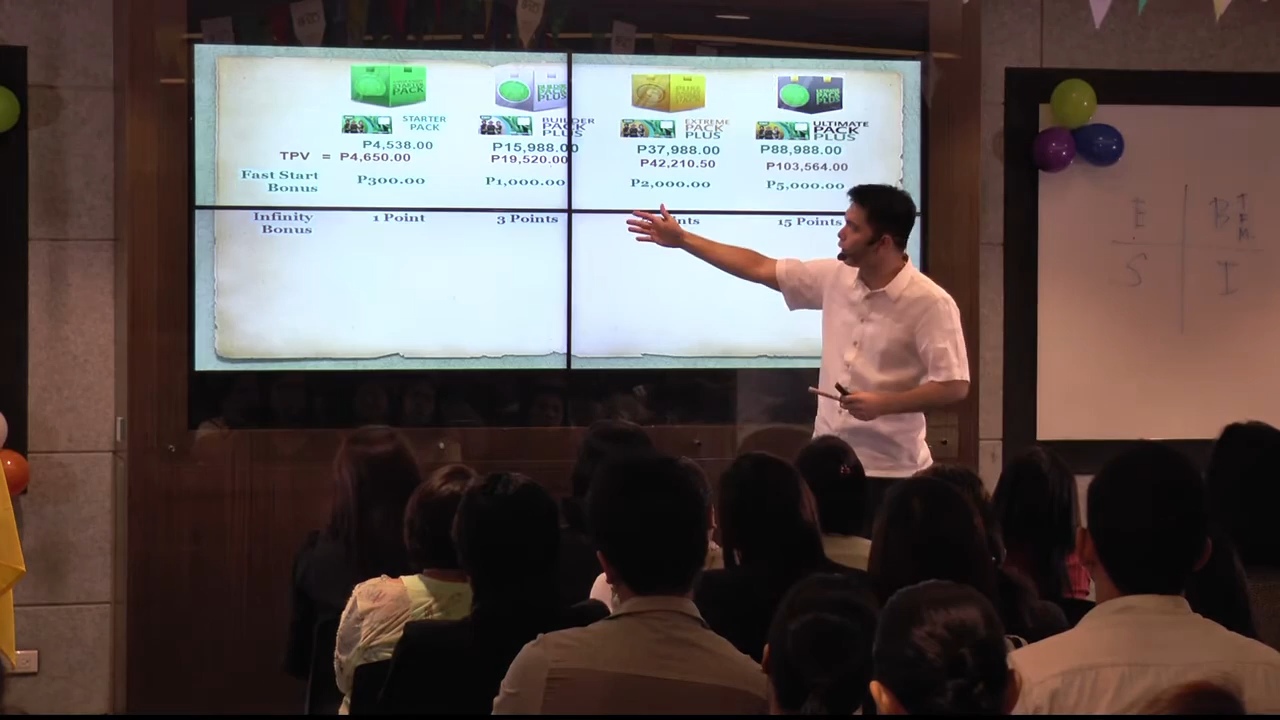 STARTER PACK
BUILDER PACK PLUS
EXTREME PACK PLUS
ULTIMATE PACK PLUS
P4,538.00 P15,988.00 P37,988.00 P88,988.00
TPV = P4,650.00 P19,520.00 P42,210.50 P103,564.00
Fast Start Bonus P300.00 P1,000.00 P2,000.00 P5,000.00
Infinity Bonus 1 Point 3 Points 15 Points
E B
S I